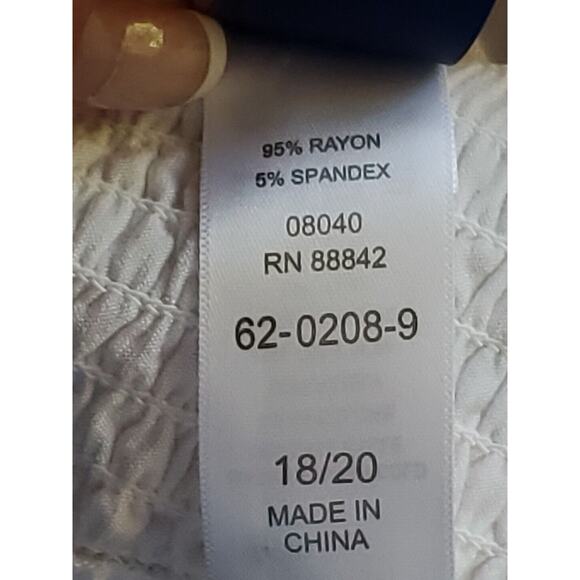 95% RAYON
5% SPANDEX
08040
RN 88842
62-0208-9
18/20
MADE IN
CHINA